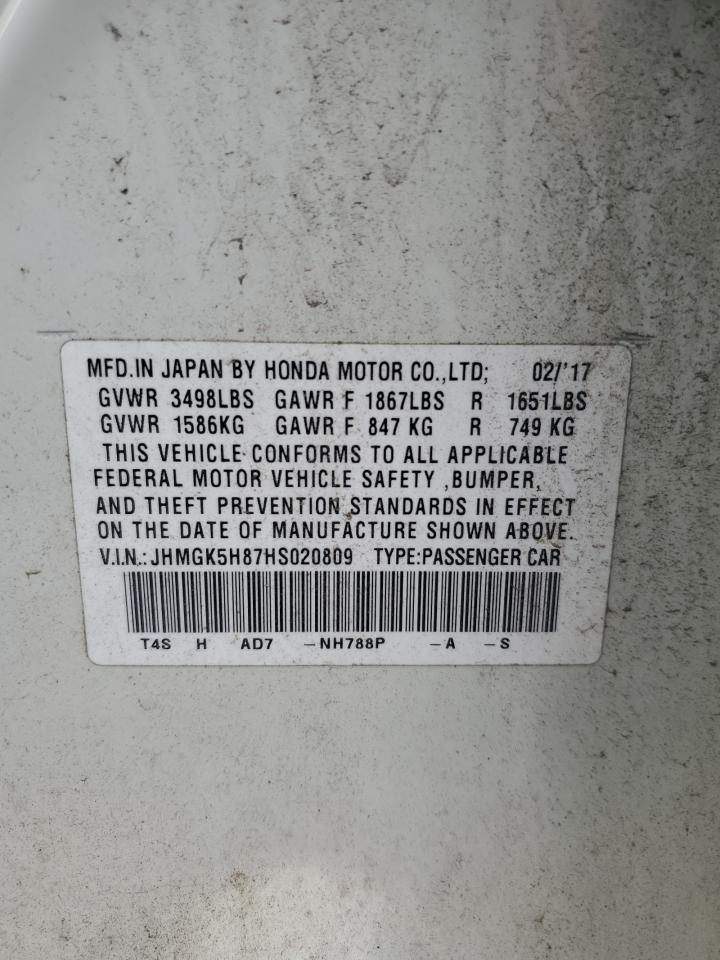 MFD.IN JAPAN BY HONDA MOTOR CO.,LTD; 02/'17
GVWR 3498LBS GAWR F 1867LBS R 1651LBS
GVWR 1586KG GAWR F 847 KG R 749 KG
THIS VEHICLE CONFORMS TO ALL APPLICABLE
FEDERAL MOTOR VEHICLE SAFETY ,BUMPER,
AND THEFT PREVENTION STANDARDS IN EFFECT
ON THE DATE OF MANUFACTURE SHOWN ABOVE.
V.I.N.: JHMGK5H87HS020809 TYPE:PASSENGER CAR
T4S H AD7 -NH788P -A -S